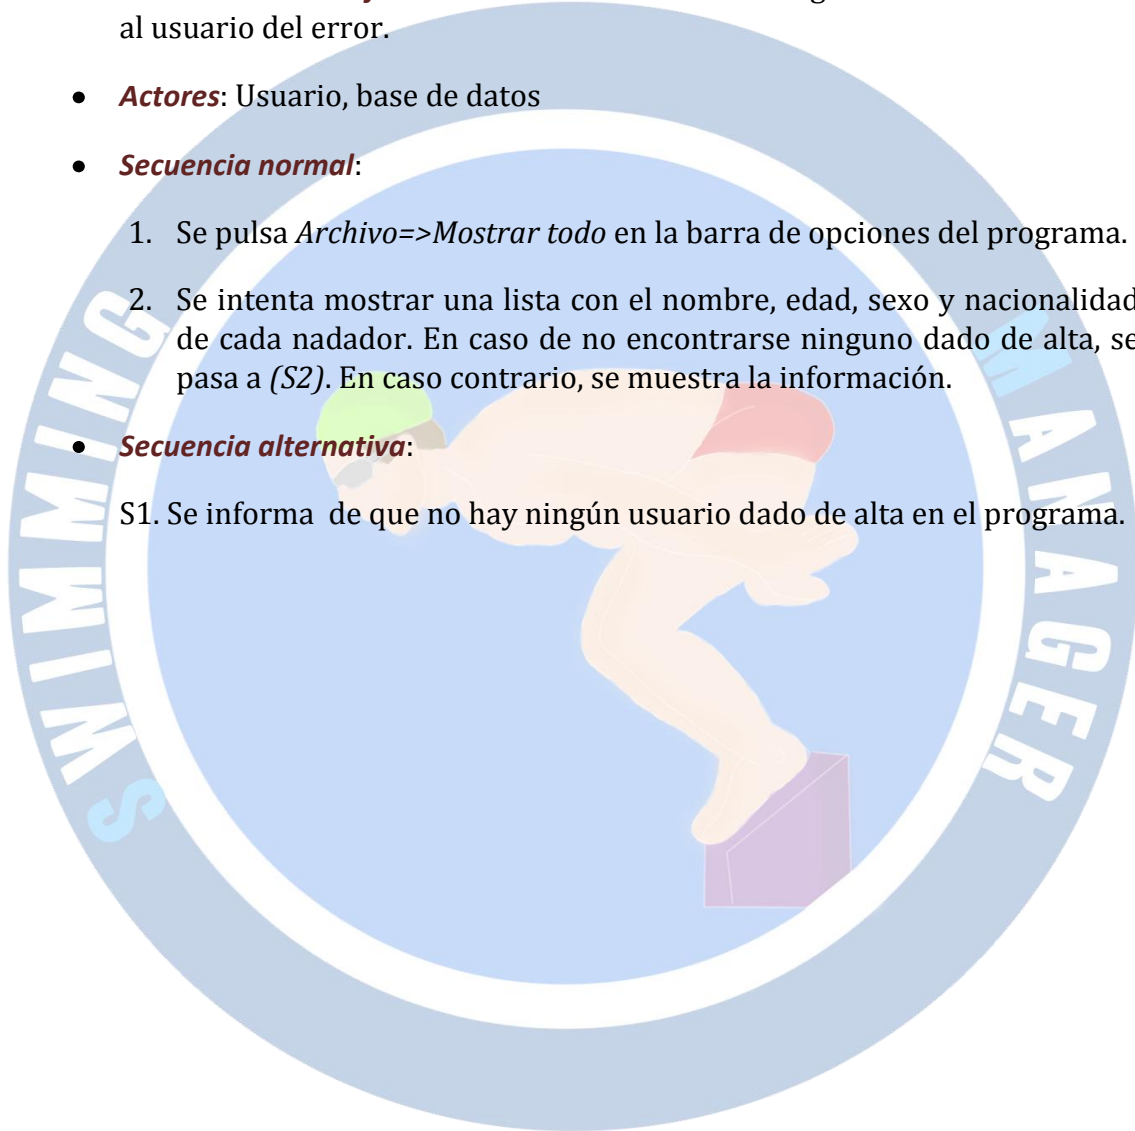 al usuario del error.
• Actores: Usuario, base de datos
• Secuencia normal:
1. Se pulsa Archivo=>Mostrar todo en la barra de opciones del programa.
2. Se intenta mostrar una lista con el nombre, edad, sexo y nacionalidad
de cada nadador. En caso de no encontrarse ninguno dado de alta, se
pasa a (S2). En caso contrario, se muestra la información.
• Secuencia alternativa:
S1. Se informa  de que no hay ningún usuario dado de alta en el programa.
SWIMMING
MANAGER